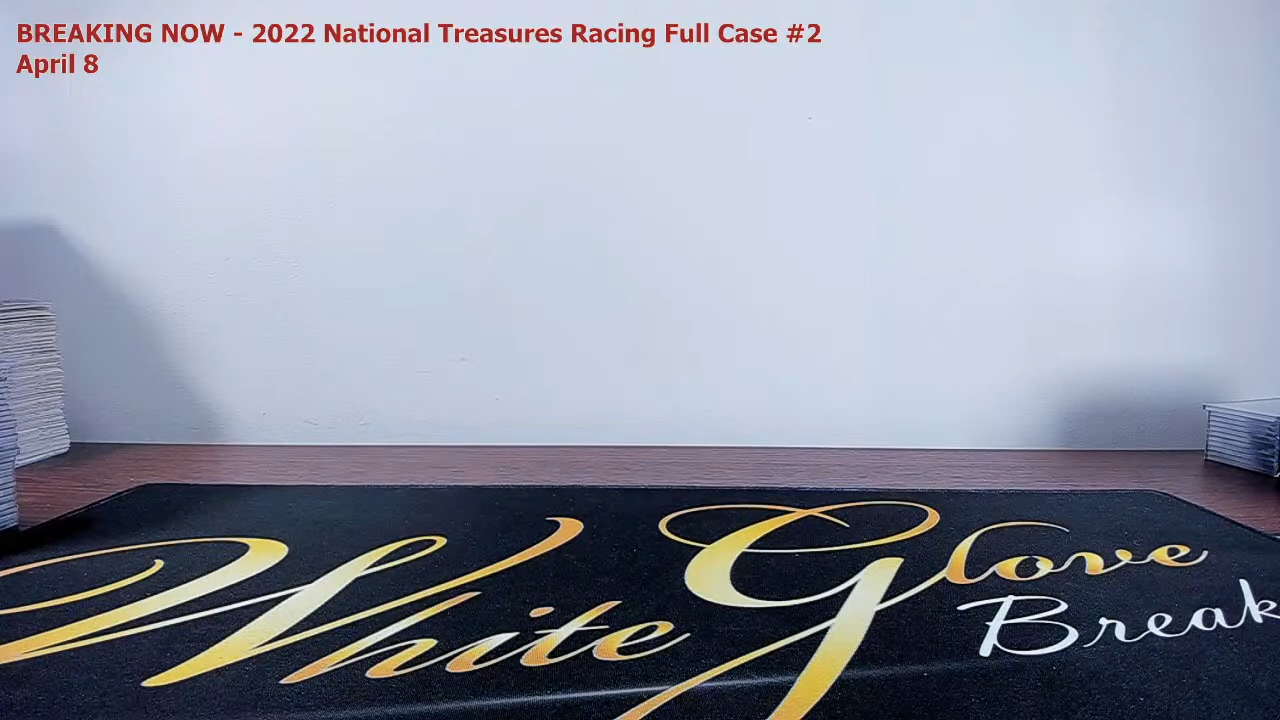 BREAKING NOW - 2022 National Treasures Racing Full Case #2
April 8
White Glove
Break